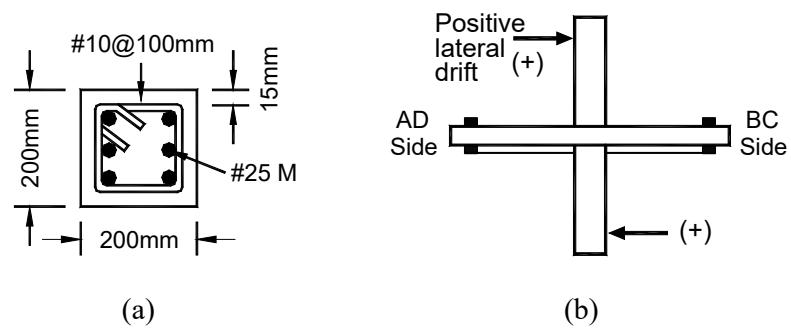 #10@100mm
15mm
200mm
#25 M
200mm
(a)
Positive
lateral
drift
(+)
AD
Side
BC
Side
(+)
(b)